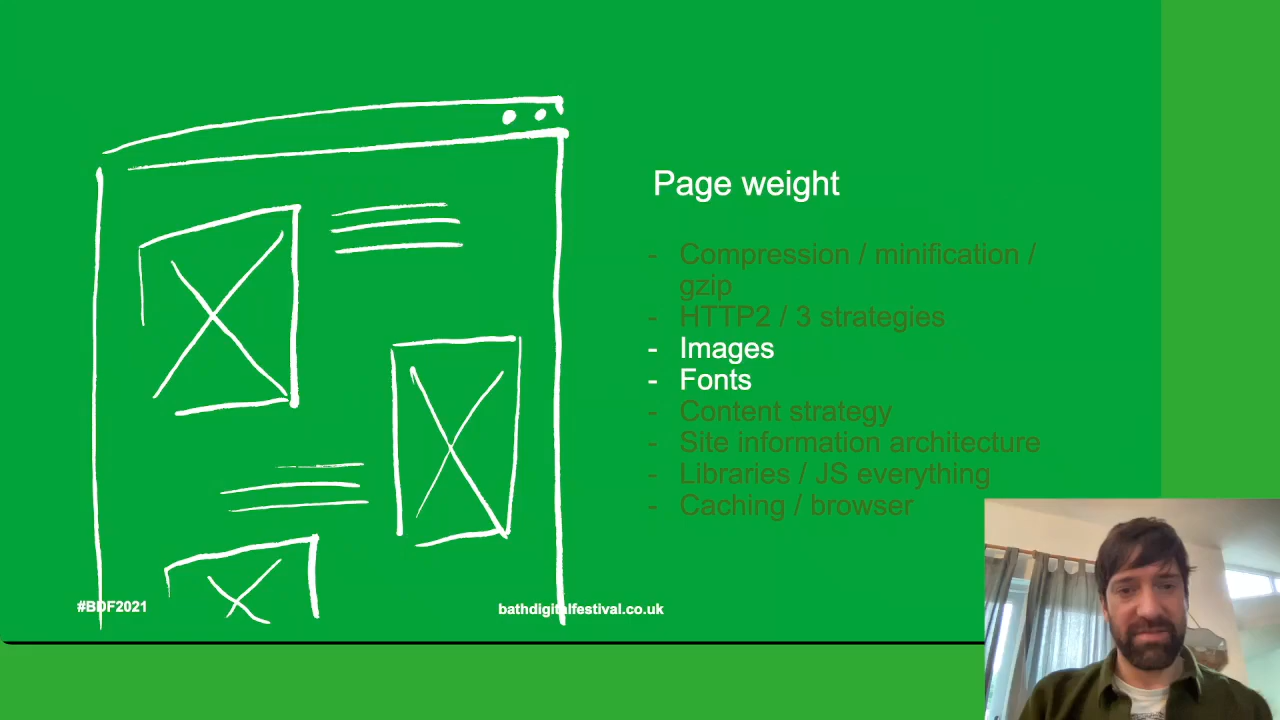 Page weight
- Compression / minification /
gzip
- HTTP2 / 3 strategies
- Images
- Fonts
- Content strategy
- Site information architecture
- Libraries / JS everything
- Caching / browser
#BDF2021
bathdigitalfestival.co.uk